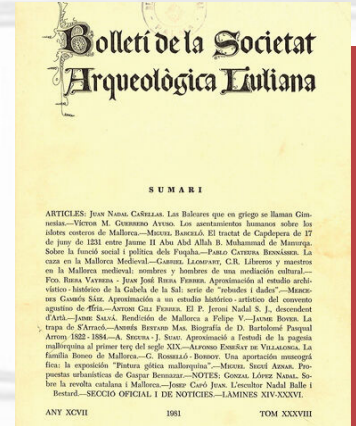 Bolletí de la Societat
Arqueològica Luliana
SUMARI
ARTICLES: JUAN NADAL CAÑELLAS. Las Baleares que en griego se llaman Gim-
nesias.—VÍCTOR M. GUERRERO AYUSO. Los asentamientos humanos sobre los
islotes costeros de Mallorca.—MIGUEL BARCELÓ. El tractat de Capdepera de 17
de juny de 1231 entre Jaume II Abu Abd Allah B. Muhammad de Manurqa.
Sobre la funció social i política dels Fuqaha.—PABLO CATEURA BENNÁSSER. La
caza en la Mallorca Medieval.—GABRIEL LLOMPART, C.R. Libreros y maestros
en la Mallorca medieval: nombres y hombres de una mediación cultural.—
FCO. RIERA VAYREDA - JUAN JOSÉ RIERA FERRER. Aproximación al estudio archi-
vístico - histórico de la Gabela de la Sal: serie de "rebudes i dades".—MERCE-
DES GAMBÚS SÁIZ. Aproximación a un estudio histórico - artístico del convento
agustino de
ANTONI GILI FERRER. El P. Jeroni Nadal S. J., descendent
d'Artà.—JAIME SALVÁ. Rendición de Mallorca a Felipe V.—JAUME BOVER. La
trapa de S'Arracó.—ANDRÉS BESTARD MAS. Biografía de D. Bartolomé Pasqual
Arrom. 1822 - 1884.—A. SEGURA - J. SUAU. Aproximació a l'estudi de la pagesia
mallorquina al primer terç del segle XIX.—ALFONSO ENSEÑAT DE VILLALONGA. La
familia Boneo de Mallorca.—G. ROSSELLÓ - BORDOY. Una aportación museográ-
fica: la exposición "Pintura gótica mallorquina".—MIGUEL SEGUÍ AZNAR. Pro-
puestas urbanísticas de Gaspar Bennazar.—NOTES: GONZAL LÓPEZ NADAL. So-
bre la revolta catalana i Mallorca.—JOSEP CARÓ JUAN. L'escultor Nadal Balle i
Bestard.—SECCIÓ OFICIAL I DE NOTÍCIES.—LÀMINES XIV-XXXVI.
ANY XCVII 1981 TOM XXXVIII